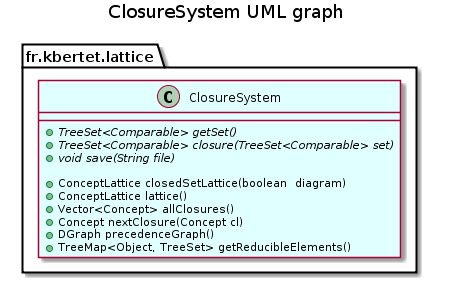 ClosureSystem UML graph
fr.kbertet.lattice
C ClosureSystem
TreeSet<Comparable> getSet()
TreeSet<Comparable> closure(TreeSet<Comparable> set)
void save(String file)
ConceptLattice closedSetLattice(boolean  diagram)
ConceptLattice lattice()
Vector<Concept> allClosures()
Concept nextClosure(Concept cl)
DGraph precedenceGraph()
TreeMap<Object, TreeSet> getReducibleElements()